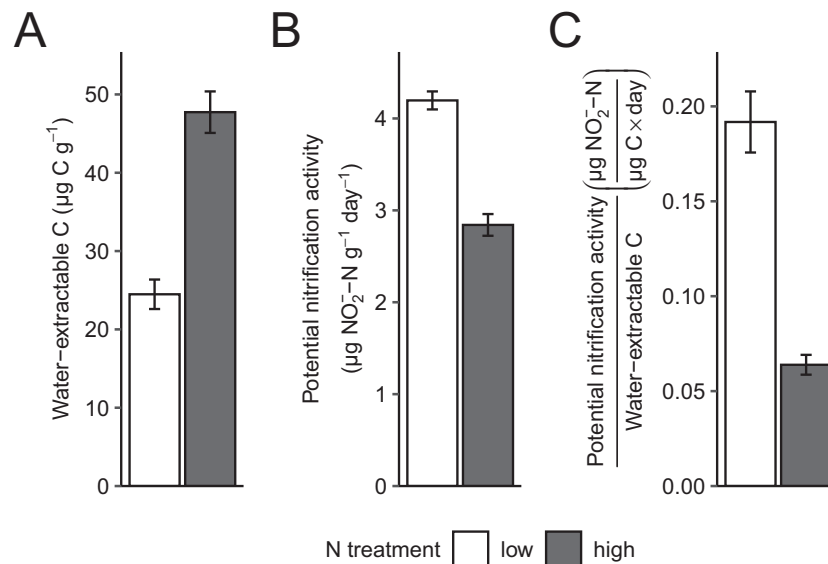 A
Water−extractable C (µg C g⁻¹)
50
40
30
20
10
0
B
Potential nitrification activity
(µg NO₂⁻−N g⁻¹ day⁻¹)
4
3
2
1
0
C
Potential nitrification activity (µg NO₂⁻−N
Water−extractable C µg C × day)
0.20
0.15
0.10
0.05
0.00
N treatment low high